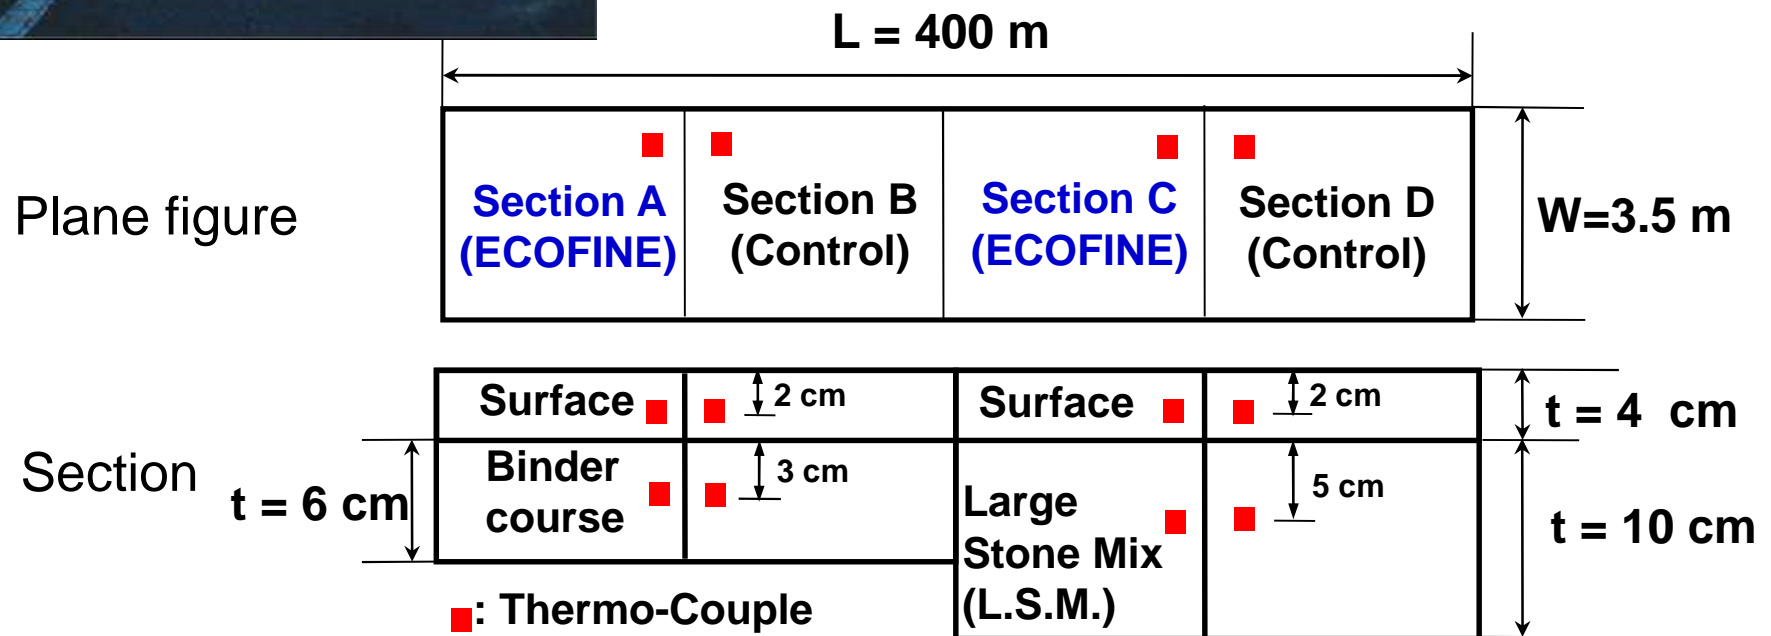 L = 400 m
Plane figure
Section A
(ECOFINE)
Section B
(Control)
Section C
(ECOFINE)
Section D
(Control)
W=3.5 m
Section
Surface
2 cm
Surface
2 cm
t = 4 cm
t = 6 cm
Binder
course
3 cm
Large
Stone Mix
(L.S.M.)
5 cm
t = 10 cm
: Thermo-Couple